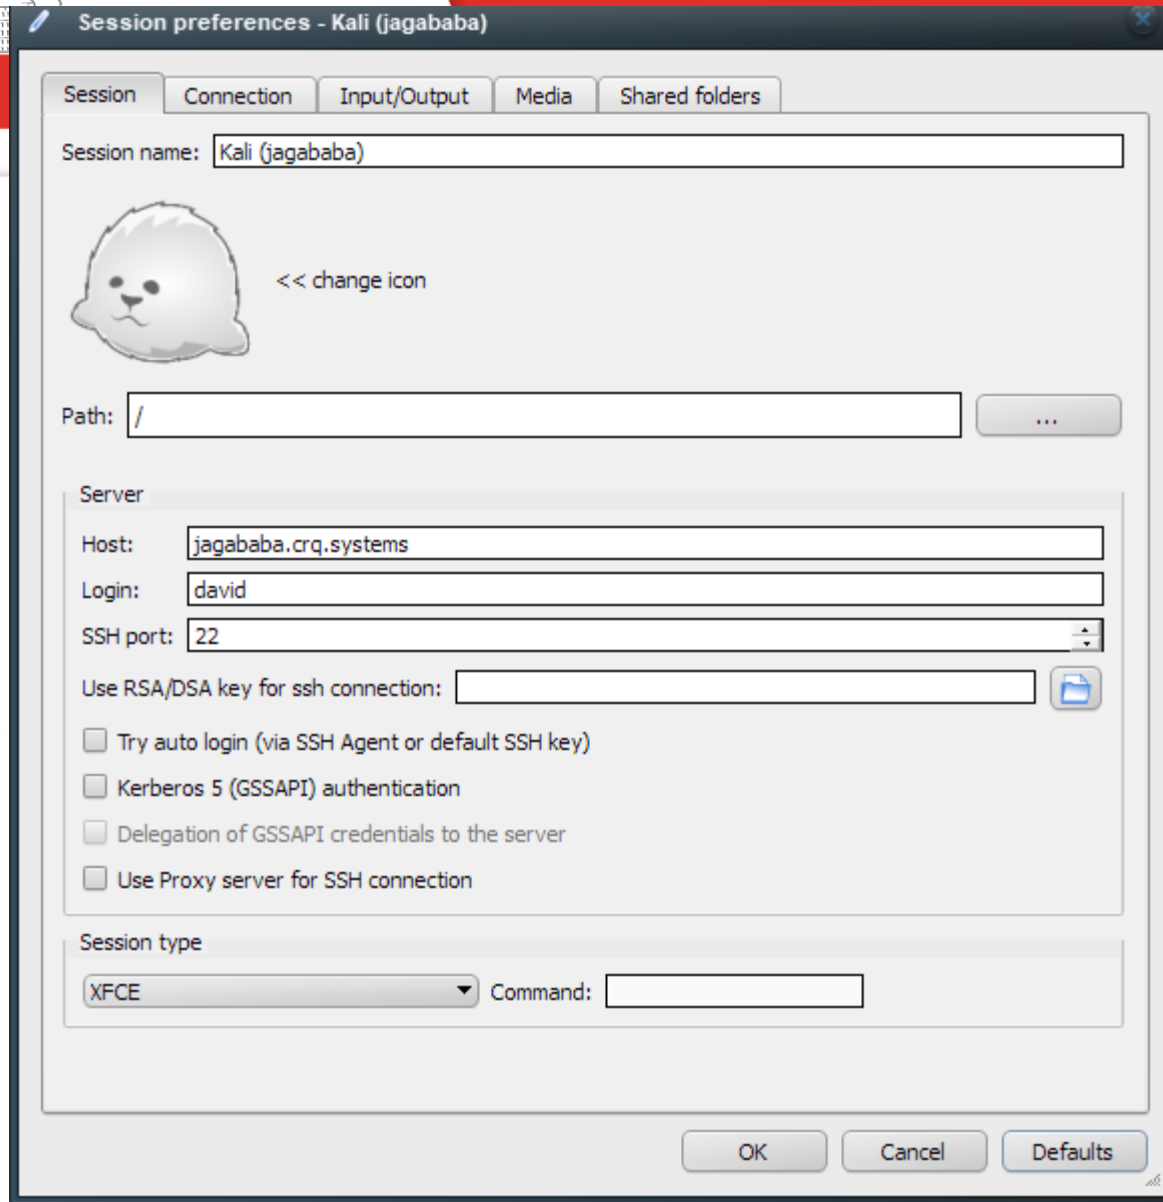 Session preferences - Kali (jagababa)
Session Connection Input/Output Media Shared folders
Session name: Kali (jagababa)
<< change icon
Path: / ...
Server
Host: jagababa.crq.systems
Login: david
SSH port: 22
Use RSA/DSA key for ssh connection:
Try auto login (via SSH Agent or default SSH key)
Kerberos 5 (GSSAPI) authentication
Delegation of GSSAPI credentials to the server
Use Proxy server for SSH connection
Session type
XFCE Command:
OK Cancel Defaults